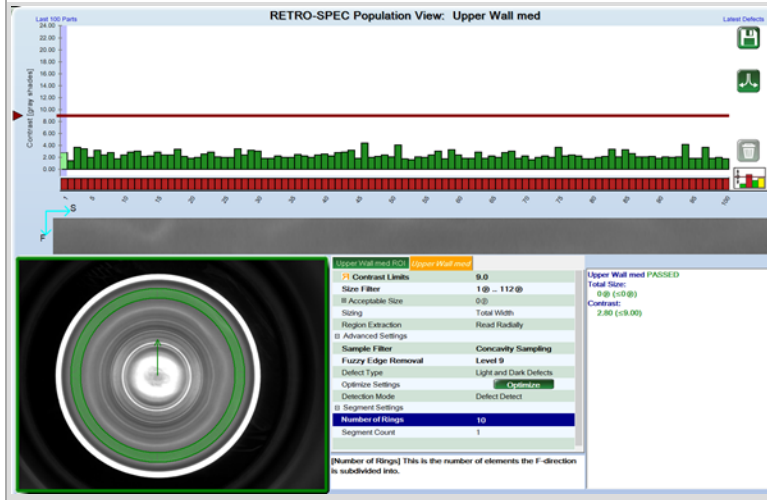 RETRO-SPEC Population View: Upper Wall med
Last 100 Parts
Latest Defects
Contrast [gray shades]
24.00
22.00
20.00
18.00
16.00
14.00
12.00
10.00
8.00
6.00
4.00
2.00
0.00
1 5 10 15 20 25 30 35 40 45 50 55 60 65 70 75 80 85 90 95 100
S
F
Upper Wall med ROI Upper Wall med
Я Contrast Limits 9.0
Size Filter 1 .. 112
Acceptable Size 0
Sizing Total Width
Region Extraction Read Radially
Advanced Settings
Sample Filter Concavity Sampling
Fuzzy Edge Removal Level 9
Defect Type Light and Dark Defects
Optimize Settings Optimize
Detection Mode Defect Detect
Segment Settings
Number of Rings 10
Segment Count 1
[Number of Rings] This is the number of elements the F-direction
is subdivided into.
Upper Wall med PASSED
Total Size:
0 (≤0)
Contrast:
2.80 (≤9.00)